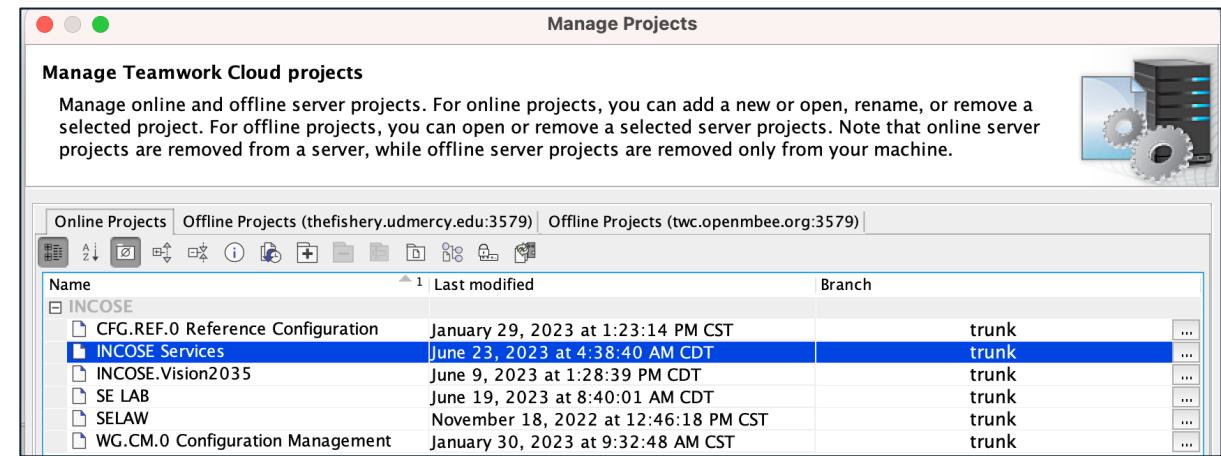 Manage Projects
Manage Teamwork Cloud projects
Manage online and offline server projects. For online projects, you can add a new or open, rename, or remove a
selected project. For offline projects, you can open or remove a selected server projects. Note that online server
projects are removed from a server, while offline server projects are removed only from your machine.
Online Projects Offline Projects (thefishery.udmercy.edu:3579) Offline Projects (twc.openmbee.org:3579)
Name 1 Last modified Branch
INCOSE
CFG.REF.0 Reference Configuration January 29, 2023 at 1:23:14 PM CST trunk ...
INCOSE Services June 23, 2023 at 4:38:40 AM CDT trunk ...
INCOSE.Vision2035 June 9, 2023 at 1:28:39 PM CDT trunk ...
SE LAB June 19, 2023 at 8:40:01 AM CDT trunk ...
SELAW November 18, 2022 at 12:46:18 PM CST trunk ...
WG.CM.0 Configuration Management January 30, 2023 at 9:32:48 AM CST trunk ...